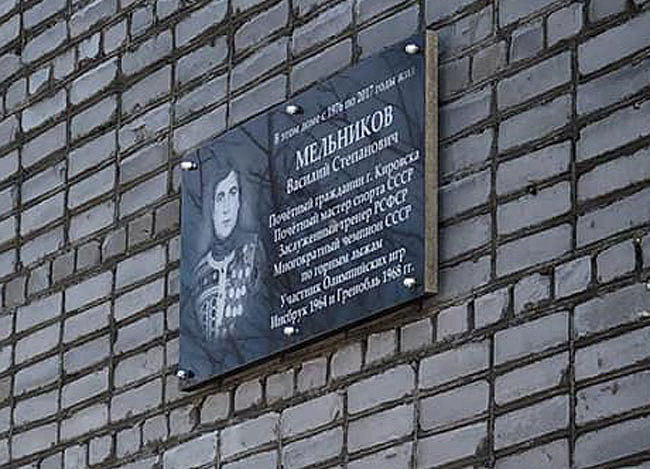 В этом доме с 1976 по 2017 годы жил
МЕЛЬНИКОВ
Василий Степанович
Почётный гражданин г. Кировска
Почётный мастер спорта СССР
Заслуженный тренер РСФСР
Многократный чемпион СССР
по горным лыжам
Участник Олимпийских игр
Инсбрук 1964 и Гренобль 1968 гг.